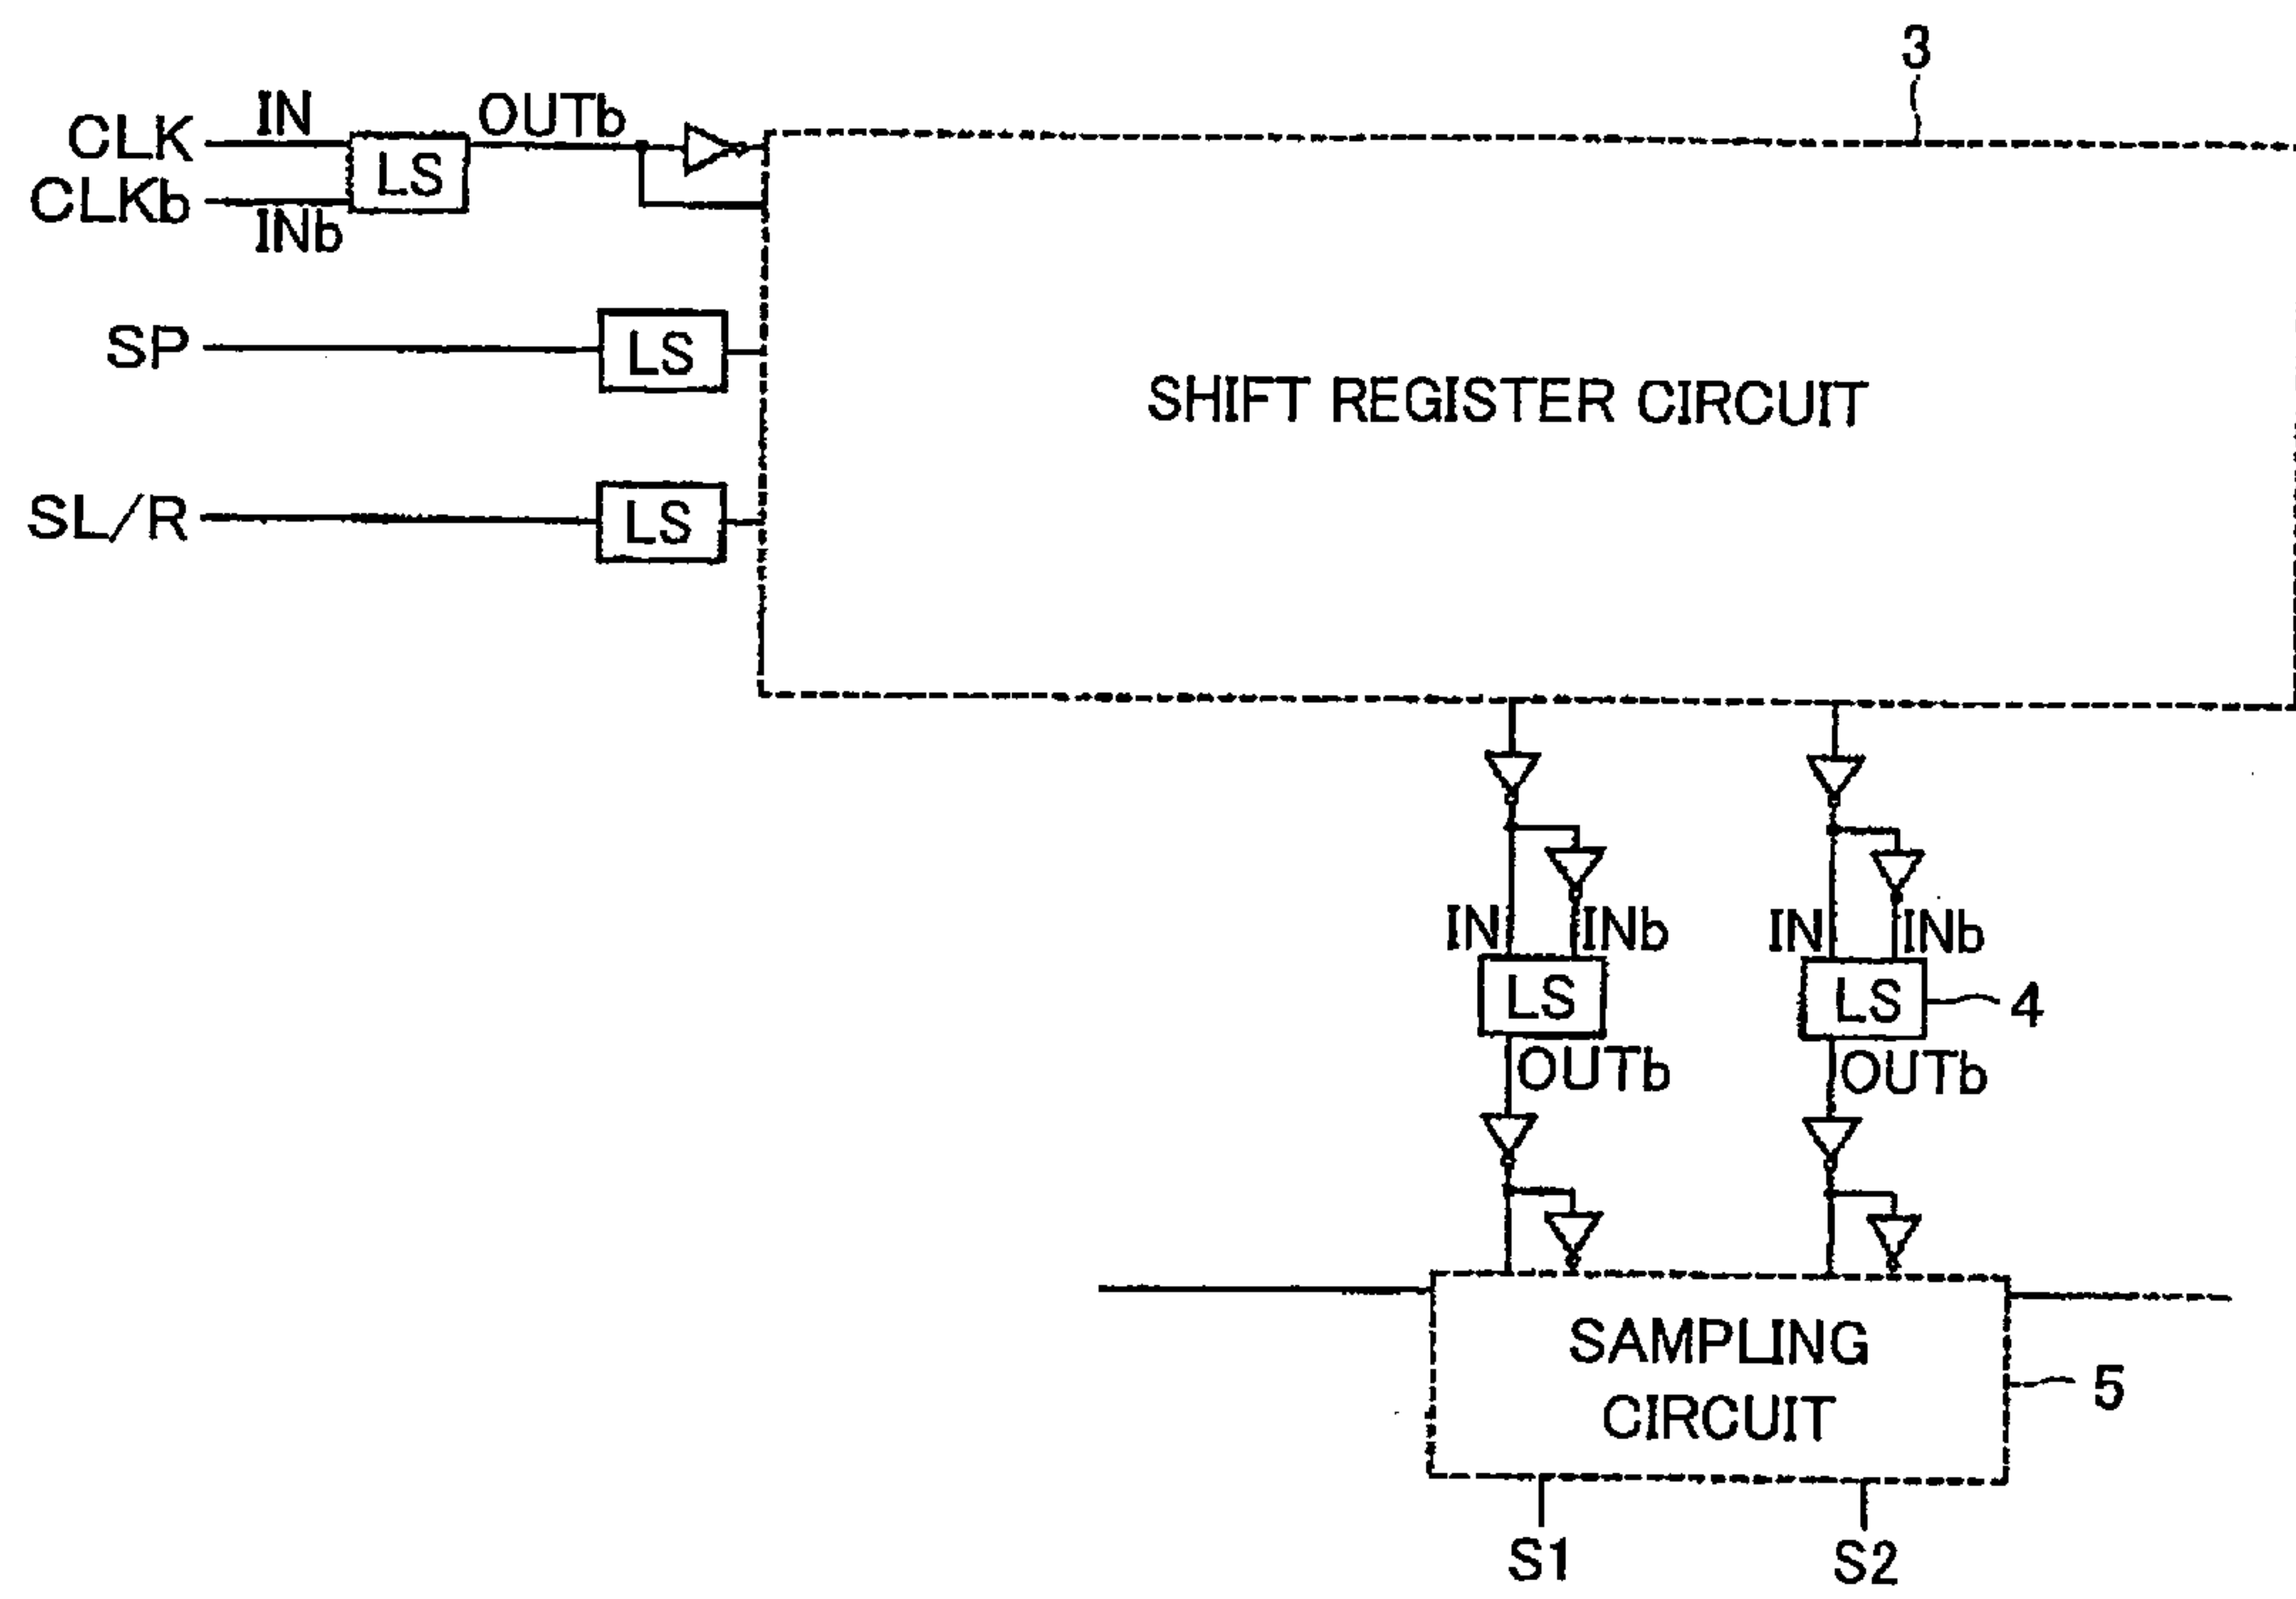 3
CLK
IN
OUTb
LS
CLKb
INb
SP
LS
SHIFT REGISTER CIRCUIT
SL/R
LS
IN
INb
IN
INb
LS
LS
4
OUTb
OUTb
SAMPLING
CIRCUIT
5
S1
S2